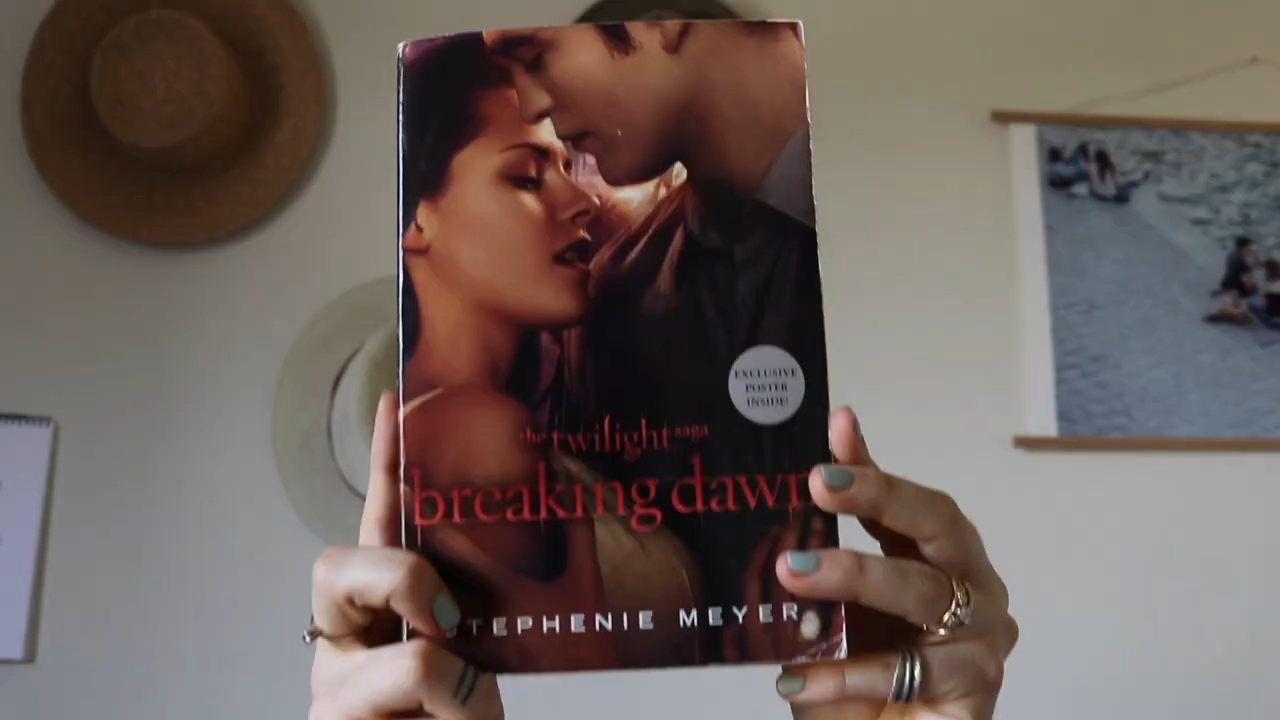 EXCLUSIVE
POSTER
INSIDE!
the twilight saga
breaking dawn
STEPHENIE MEYER